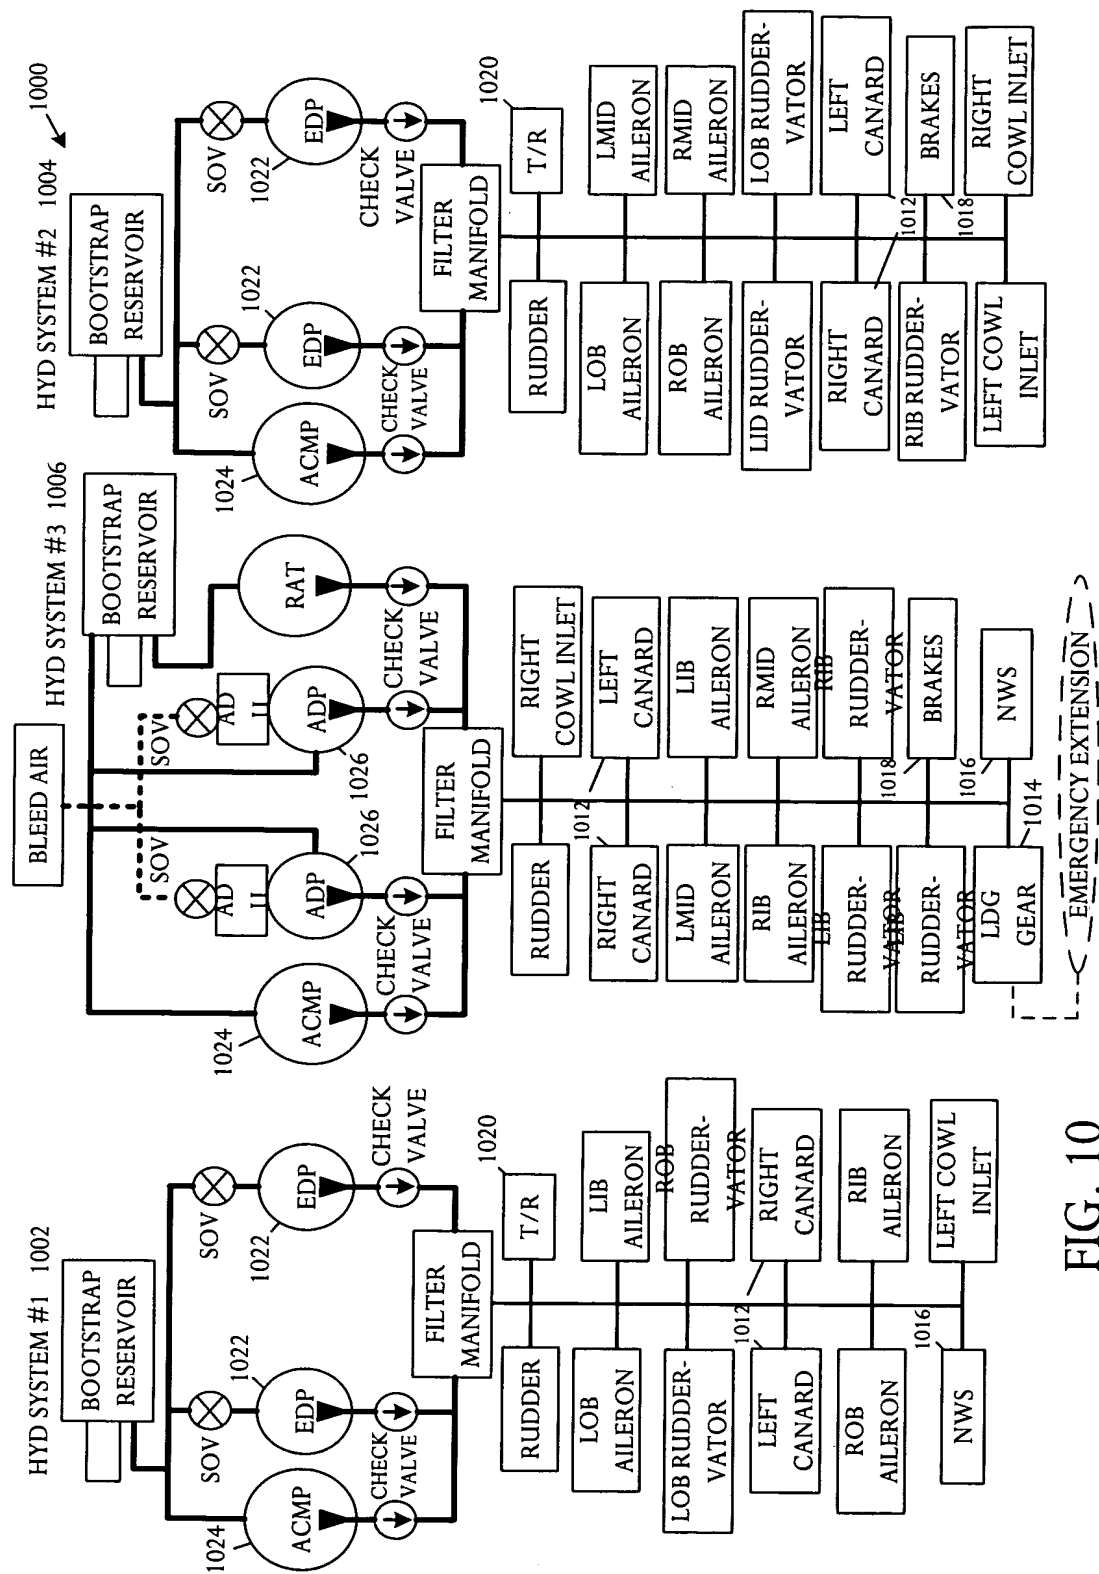 HYD SYSTEM #1 1002
BOOTSTRAP
RESERVOIR
SOV
SOV
1024
ACMP
1022
EDP
1022
EDP
CHECK
VALVE
CHECK
VALVE
FILTER
MANIFOLD
1020
RUDDER
T/R
LOB
AILERON
LIB
AILERON
LOB RUDDER-
VATOR
ROB
RUDDER-
VATOR
LEFT
CANARD
1012
RIGHT
CANARD
ROB
AILERON
RIB
AILERON
1016
NWS
LEFT COWL
INLET
BLEED AIR
HYD SYSTEM #3 1006
BOOTSTRAP
RESERVOIR
SOV
SOV
AD
U
AD
U
1024
ACMP
ADP
1026
ADP
1026
RAT
CHECK
VALVE
CHECK
VALVE
FILTER
MANIFOLD
RUDDER
RIGHT
COWL INLET
1012
RIGHT
CANARD
LEFT
CANARD
LMID
AILERON
LIB
AILERON
RIB
AILERON
RMID
AILERON
LIB
RUDDER-
VATOR
RIB
RUDDER-
VATOR
LIB
RUDDER-
VATOR
1018
BRAKES
LDG
GEAR
1014
1016
NWS
EMERGENCY EXTENSION
HYD SYSTEM #2 1004
1000
BOOTSTRAP
RESERVOIR
SOV
SOV
1024
ACMP
1022
EDP
1022
EDP
CHECK
VALVE
CHECK
VALVE
FILTER
MANIFOLD
1020
RUDDER
T/R
LOB
AILERON
LMID
AILERON
ROB
AILERON
RMID
AILERON
LID RUDDER-
VATOR
LOB RUDDER-
VATOR
RIGHT
CANARD
1012
LEFT
CANARD
RIB RUDDER-
VATOR
1018
BRAKES
LEFT COWL
INLET
RIGHT
COWL INLET
FIG. 10